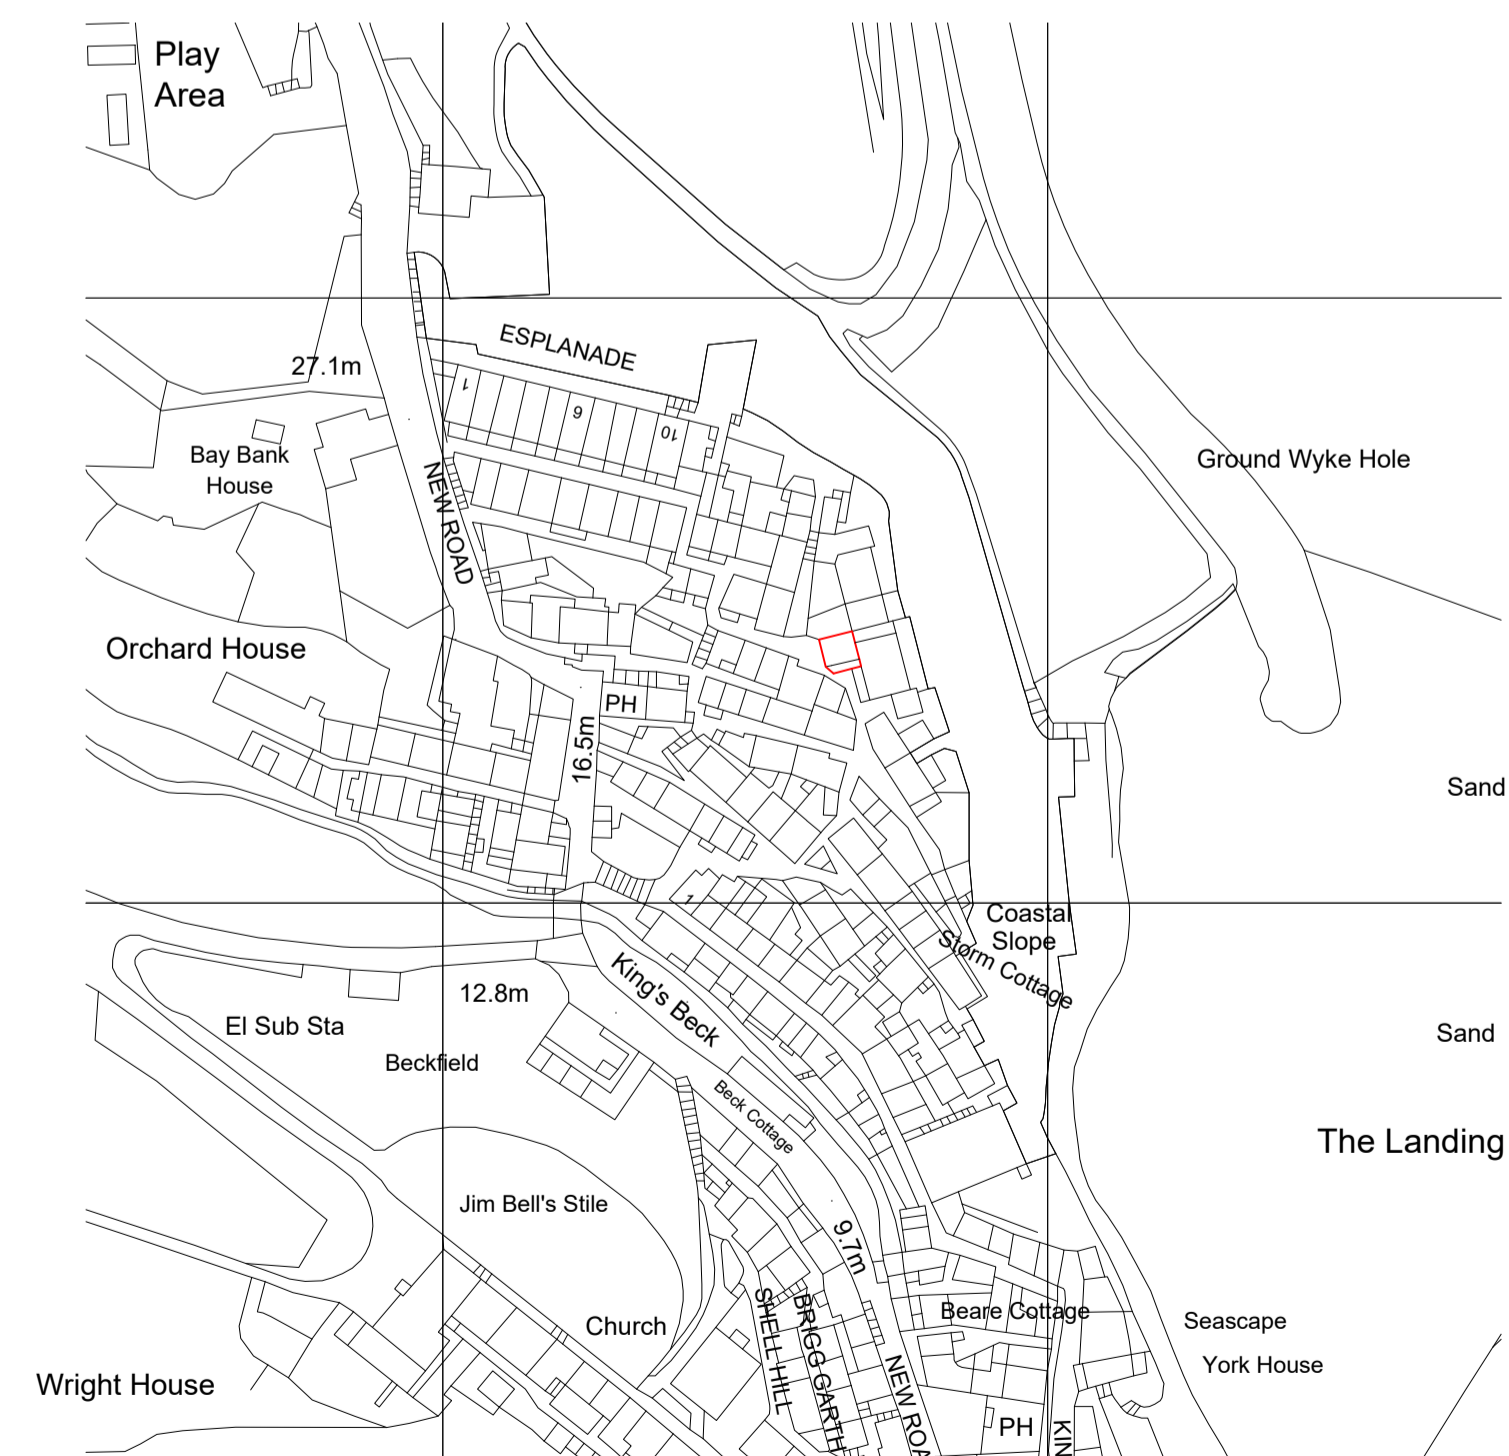 Play
Area
ESPLANADE
27.1m
1
6
10
Bay Bank
House
NEW ROAD
Ground Wyke Hole
Orchard House
PH
16.5m
Sand
1
Coastal
Slope
Storm Cottage
King's Beck
12.8m
El Sub Sta
Beckfield
Sand
Beck Cottage
The Landing
Jim Bell's Stile
9.7m
SHELL HILL
BRIGGGARTH
Beare Cottage
Seascape
Church
York House
NEW ROA
Wright House
PH
KIN